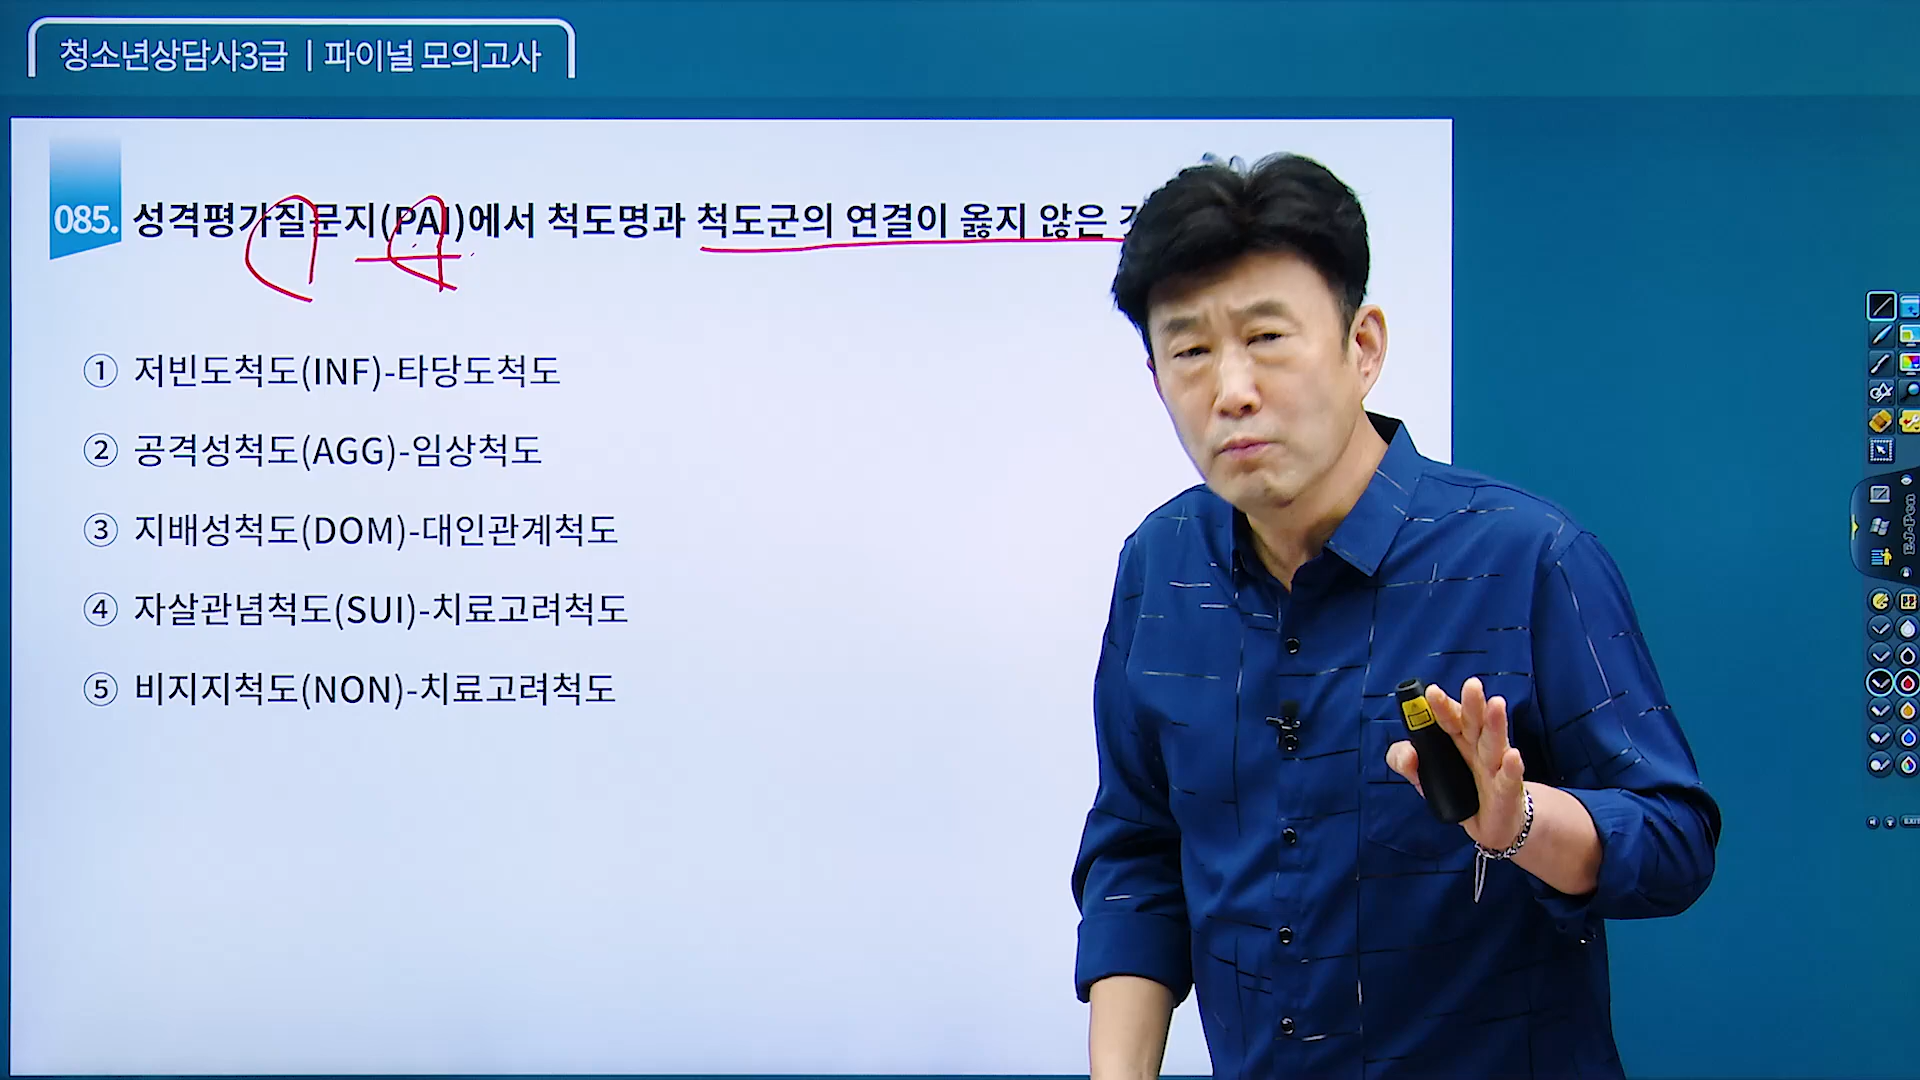 청소년상담사3급 | 파이널 모의고사
085. 성격평가질문지(PAI)에서 척도명과 척도군의 연결이 옳지 않은
① 저빈도척도(INF)-타당도척도
② 공격성척도(AGG)-임상척도
③ 지배성척도(DOM)-대인관계척도
④ 자살관념척도(SUI)-치료고려척도
⑤ 비지지척도(NON)-치료고려척도